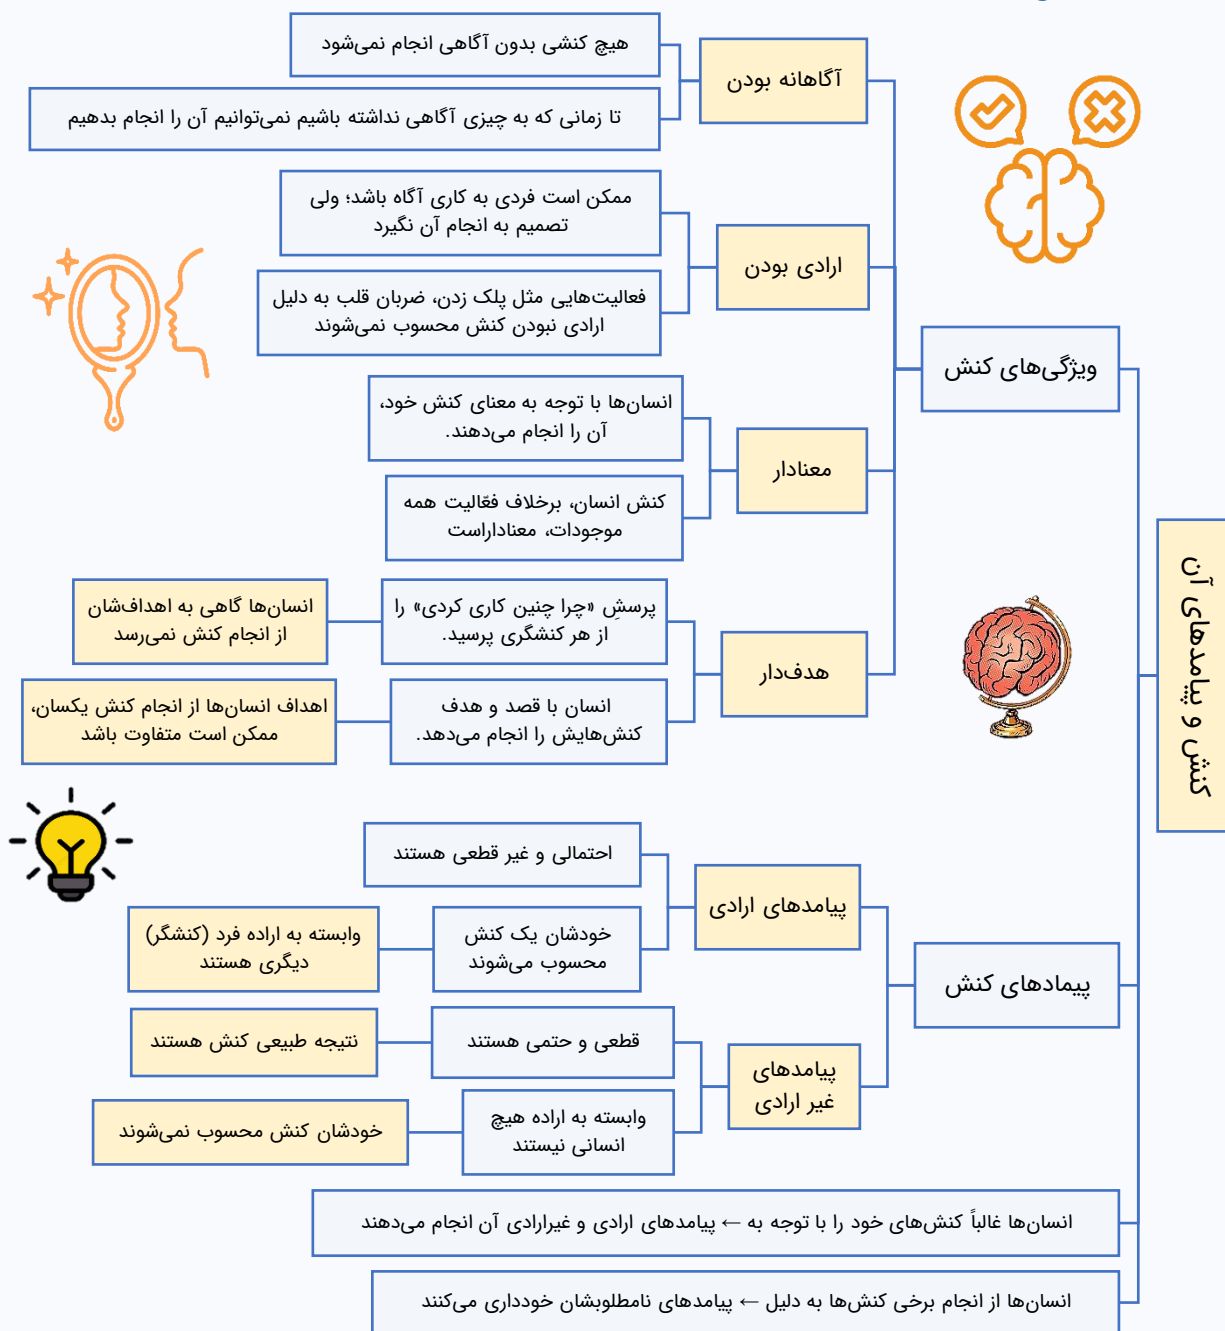 کنش و پیامدهای آن
ویژگی‌های کنش
آگاهانه بودن
هیچ کنشی بدون آگاهی انجام نمی‌شود
تا زمانی که به چیزی آگاهی نداشته باشیم نمی‌توانیم آن را انجام بدهیم
ارادی بودن
ممکن است فردی به کاری آگاه باشد؛ ولی
تصمیم به انجام آن نگیرد
فعالیت‌هایی مثل پلک زدن، ضربان قلب به دلیل
ارادی نبودن کنش محسوب نمی‌شوند
معنادار
انسان‌ها با توجه به معنای کنش خود،
آن را انجام می‌دهند.
کنش انسان، برخلاف فعّالیت همه
موجودات، معناداراست
هدف‌دار
پرسشِ «چرا چنین کاری کردی» را
از هر کنشگری پرسید.
انسان‌ها گاهی به اهداف‌شان
از انجام کنش نمی‌رسد
انسان با قصد و هدف
کنش‌هایش را انجام می‌دهد.
اهداف انسان‌ها از انجام کنش یکسان،
ممکن است متفاوت باشد
پیمادهای کنش
پیامدهای ارادی
احتمالی و غیر قطعی هستند
خودشان یک کنش
محسوب می‌شوند
وابسته به اراده فرد (کنشگر)
دیگری هستند
پیامدهای
غیر ارادی
قطعی و حتمی هستند
نتیجه طبیعی کنش هستند
وابسته به اراده هیچ
انسانی نیستند
خودشان کنش محسوب نمی‌شوند
انسان‌ها غالباً کنش‌های خود را با توجه به ← پیامدهای ارادی و غیرارادی آن انجام می‌دهند
انسان‌ها از انجام برخی کنش‌ها به دلیل ← پیامدهای نامطلوبشان خودداری می‌کنند